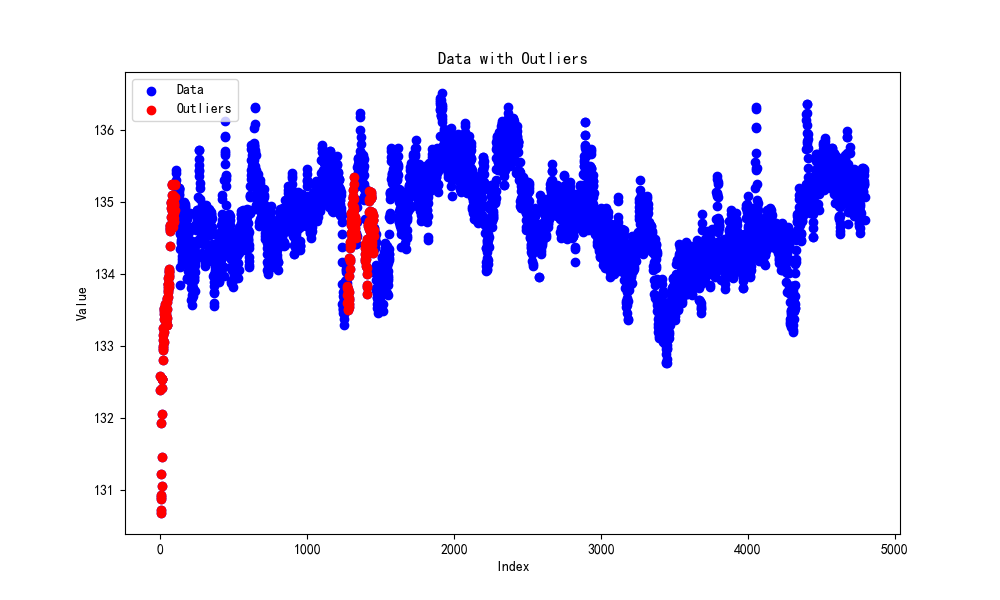 Data with Outliers
Data
Outliers
136
135
134
133
132
131
Value
0
1000
2000
3000
4000
5000
Index